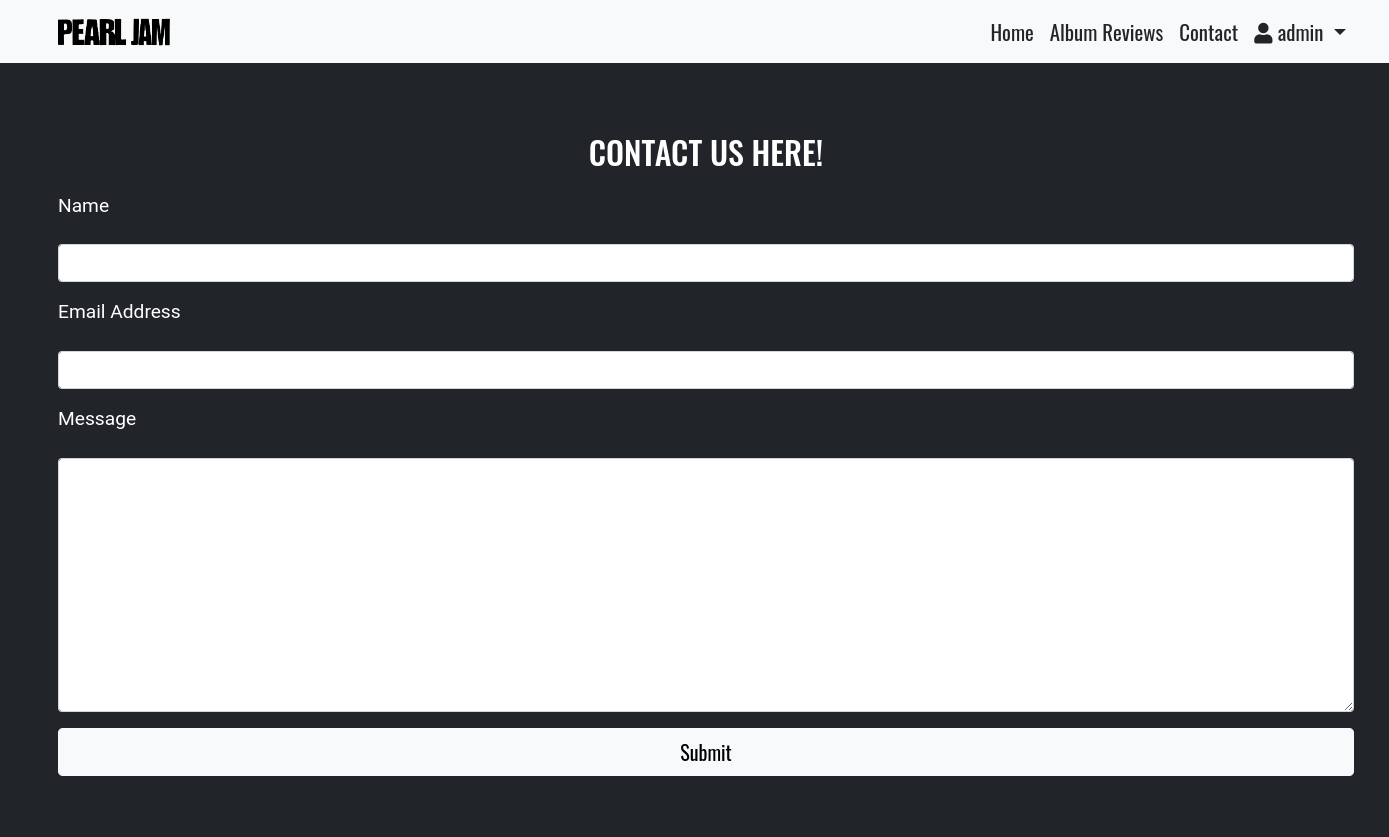 PEARL JAM
Home Album Reviews Contact admin
CONTACT US HERE!
Name
Email Address
Message
Submit